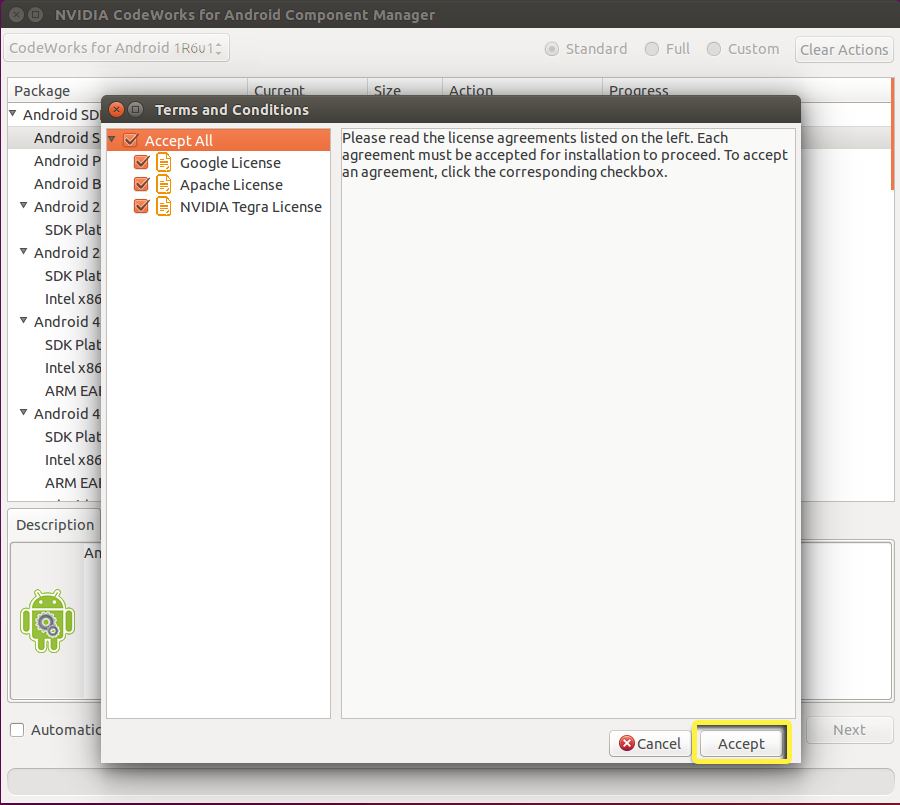 NVIDIA CodeWorks for Android Component Manager
CodeWorks for Android 1R601
Standard
Full
Custom
Clear Actions
Package
Current
Size
Action
Progress
Terms and Conditions
Android SD
Android S
Android P
Android B
Android 2
SDK Plat
Android 2
SDK Plat
Intel x86
Android 4
SDK Plat
Intel x86
ARM EA
Android 4
SDK Plat
Intel x86
ARM EA
Accept All
Google License
Apache License
NVIDIA Tegra License
Please read the license agreements listed on the left. Each
agreement must be accepted for installation to proceed. To accept
an agreement, click the corresponding checkbox.
Description
An
Automatic
Cancel
Accept
Next